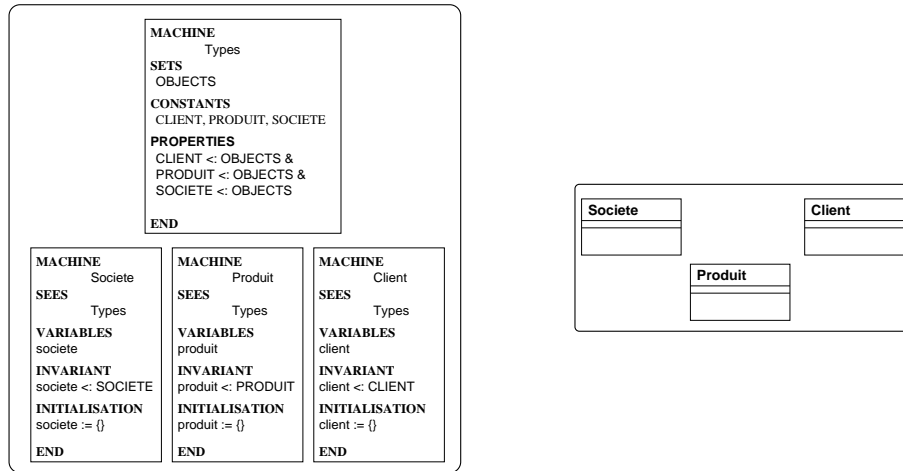 MACHINE
Types
SETS
OBJECTS
CONSTANTS
CLIENT, PRODUIT, SOCIETE
PROPERTIES
CLIENT <: OBJECTS &
PRODUIT <: OBJECTS &
SOCIETE <: OBJECTS
END
MACHINE
Societe
SEES
Types
VARIABLES
societe
INVARIANT
societe <: SOCIETE
INITIALISATION
societe := {}
END
MACHINE
Produit
SEES
Types
VARIABLES
produit
INVARIANT
produit <: PRODUIT
INITIALISATION
produit := {}
END
MACHINE
Client
SEES
Types
VARIABLES
client
INVARIANT
client <: CLIENT
INITIALISATION
client := {}
END
Societe
Client
Produit